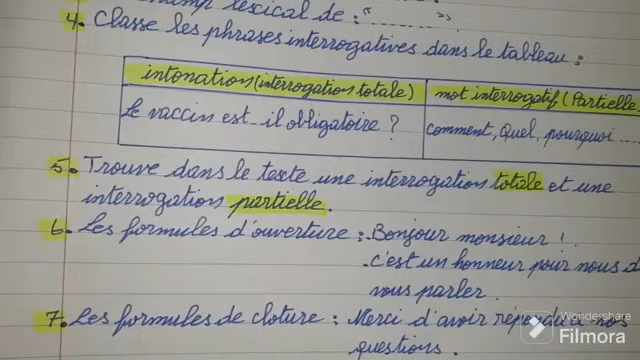 lexical de : " .......... "
4. Classe les phrases interrogatives dans le tableau :
intonation (interrogation totale) mot interrogatif (Partielle
Le vaccin est-il obligatoire ? comment, Quel, pourquoi ....
5. Trouve dans le texte une interrogation totale et une
interrogation partielle.
6. Les formules d'ouverture : . Bonjour monsieur !
. c'est un honneur pour nous d
vous parler.
7. Les formules de cloture : Merci d'avoir répondu à nos
questions.
Wondershare
Filmora